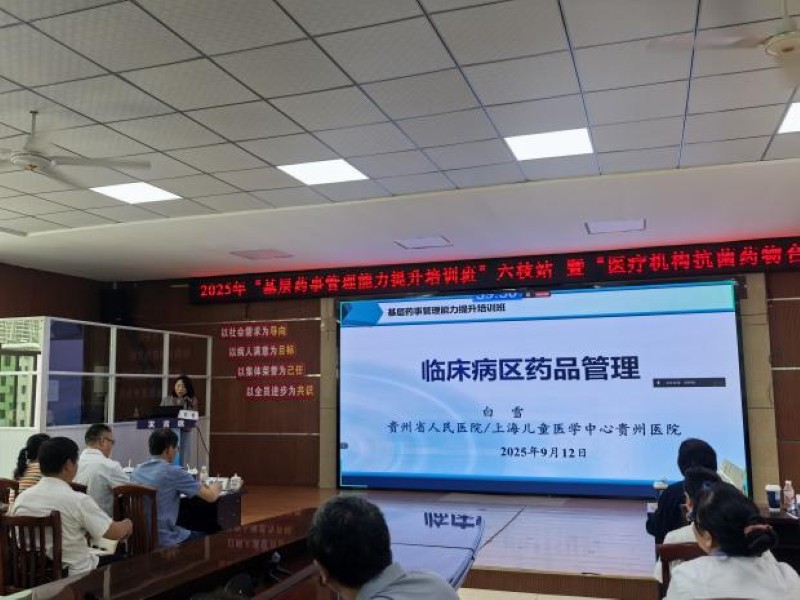 2025年“基层药事管理能力提升培训班”六枝站 暨“医疗机构抗菌药物合
基层药事管理能力提升培训班
以社会需求为导向
以病人满意为目标
以集体荣誉为己任
以全员进步为共识
临床病区药品管理
白 雪
贵州省人民医院/上海儿童医学中心贵州医院
2025年9月12日
发言席